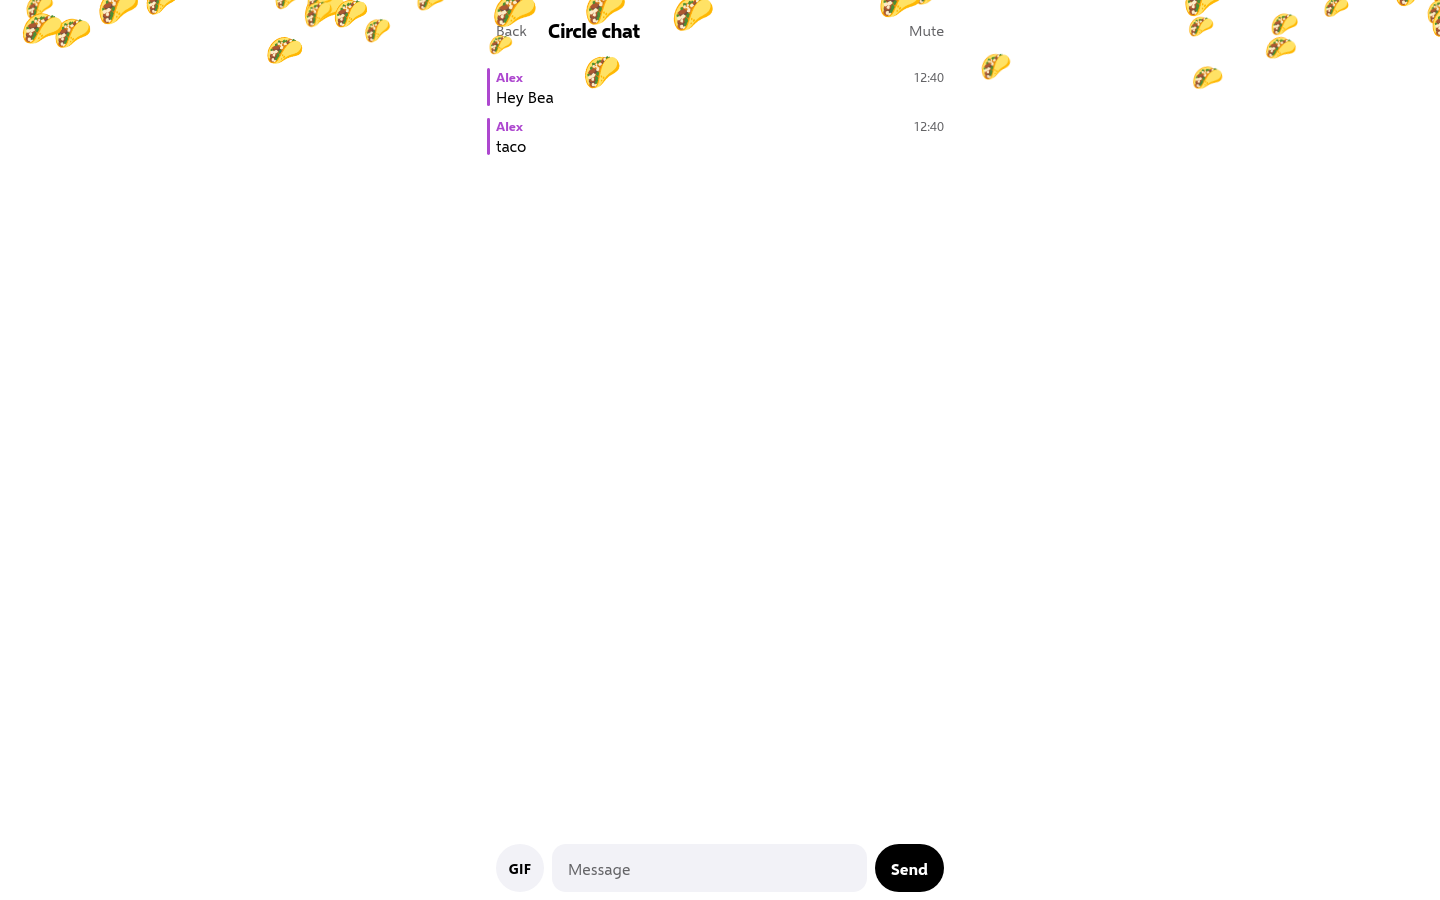 Back Circle chat Mute
Alex 12:40
Hey Bea
Alex 12:40
taco
GIF Message Send